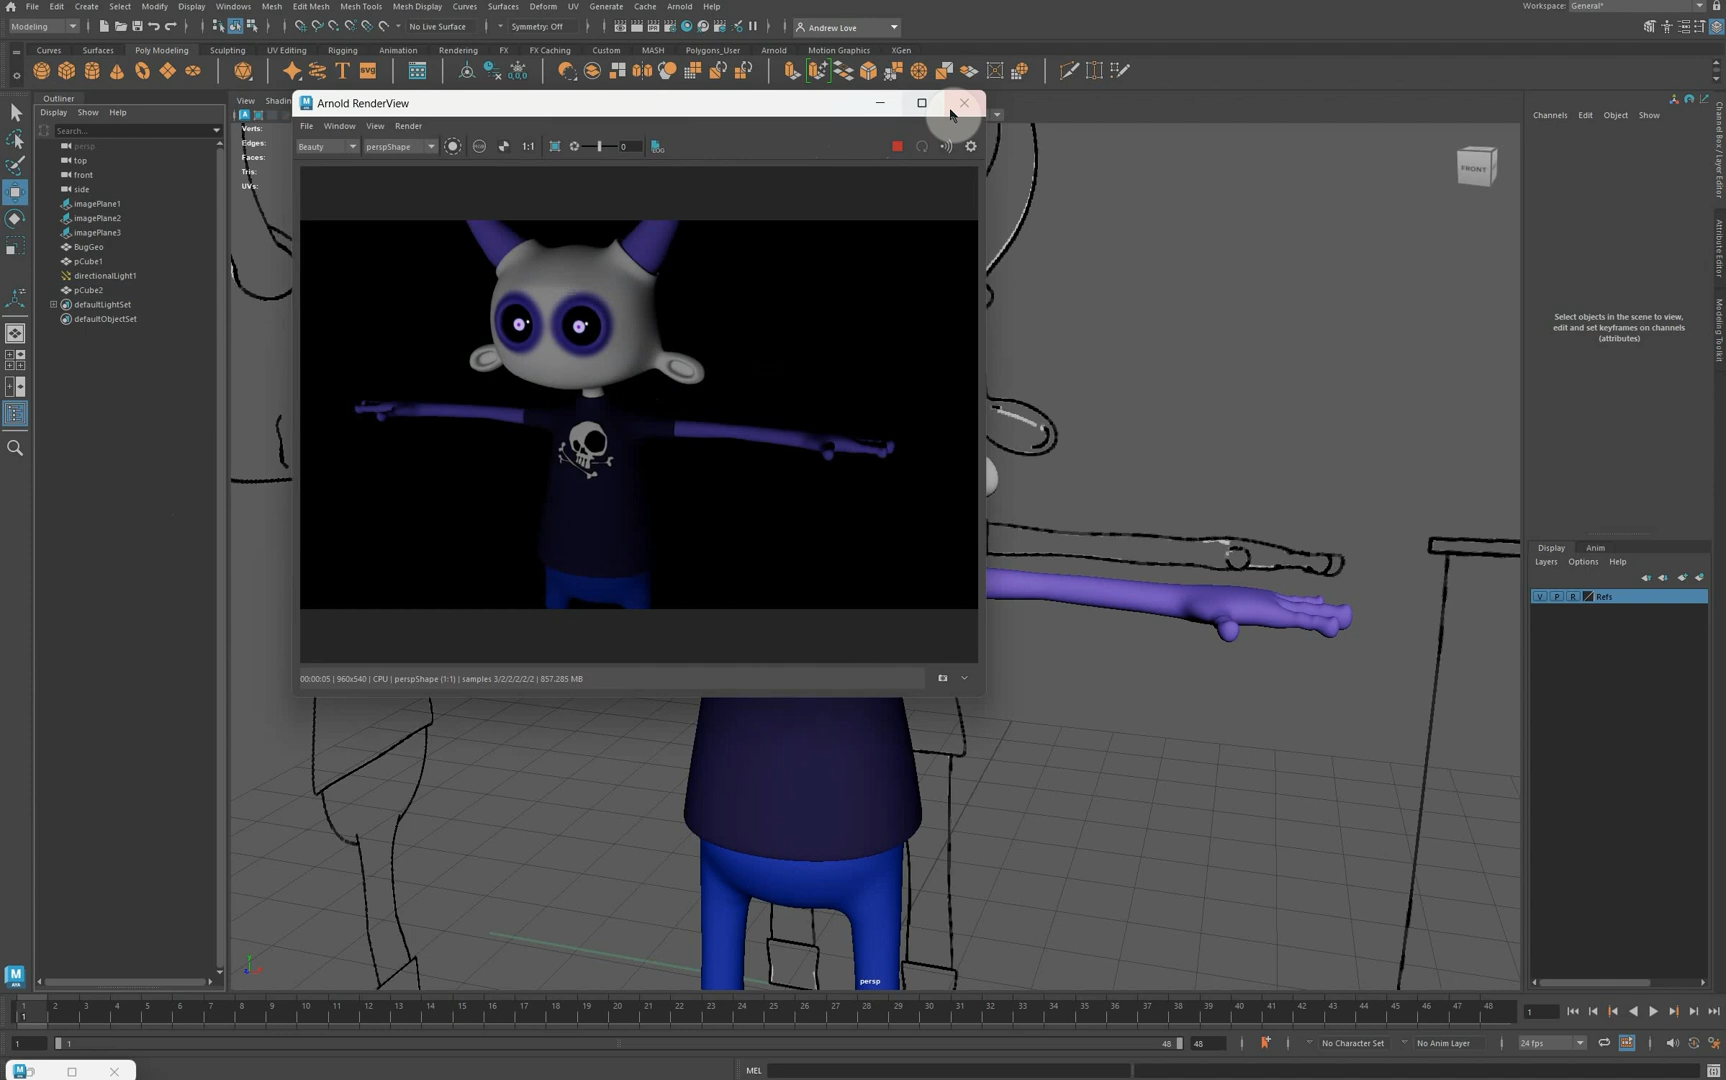 File Edit Create Select Modify Display Windows Mesh Edit Mesh Mesh Tools Mesh Display Curves Surfaces Deform UV Generate Cache Arnold Help
Workspace: General*
Modeling
No Live Surface
Symmetry: Off
Andrew Love
Curves Surfaces Poly Modeling Sculpting UV Editing Rigging Animation Rendering FX FX Caching Custom MASH Polygons_User Arnold Motion Graphics XGen
Outliner
Display Show Help
Search...
persp
top
front
side
imagePlane1
imagePlane2
imagePlane3
BugGeo
pCube1
directionalLight1
pCube2
defaultLightSet
defaultObjectSet
View Shadin
Verts:
Edges:
Faces:
Tris:
UVs:
Arnold RenderView
File Window View Render
Beauty
perspShape
1:1
0
LOG
00:00:05 | 960x540 | CPU | perspShape (1:1) | samples 3/2/2/2/2/2 | 857.285 MB
FRONT
persp
Channels Edit Object Show
Select objects in the scene to view,
edit and set keyframes on channels
(attributes)
Channel Box / Layer Editor
Attribute Editor
Modeling Toolkit
Display Anim
Layers Options Help
V P R Refs
1 2 3 4 5 6 7 8 9 10 11 12 13 14 15 16 17 18 19 20 21 22 23 24 25 26 27 28 29 30 31 32 33 34 35 36 37 38 39 40 41 42 43 44 45 46 47 48
1
1
1
1
48
48
No Character Set
No Anim Layer
24 fps
MEL